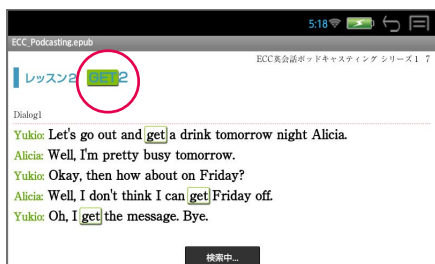 5:18
ECC_Podcasting.epub
ECC英会話ポッドキャスティング シリーズ1 7
レッスン2 GET2
Dialog1
Yukio: Let's go out and get a drink tomorrow night Alicia.
Alicia: Well, I'm pretty busy tomorrow.
Yukio: Okay, then how about on Friday?
Alicia: Well, I don't think I can get Friday off.
Yukio: Oh, I get the message. Bye.
検索中...